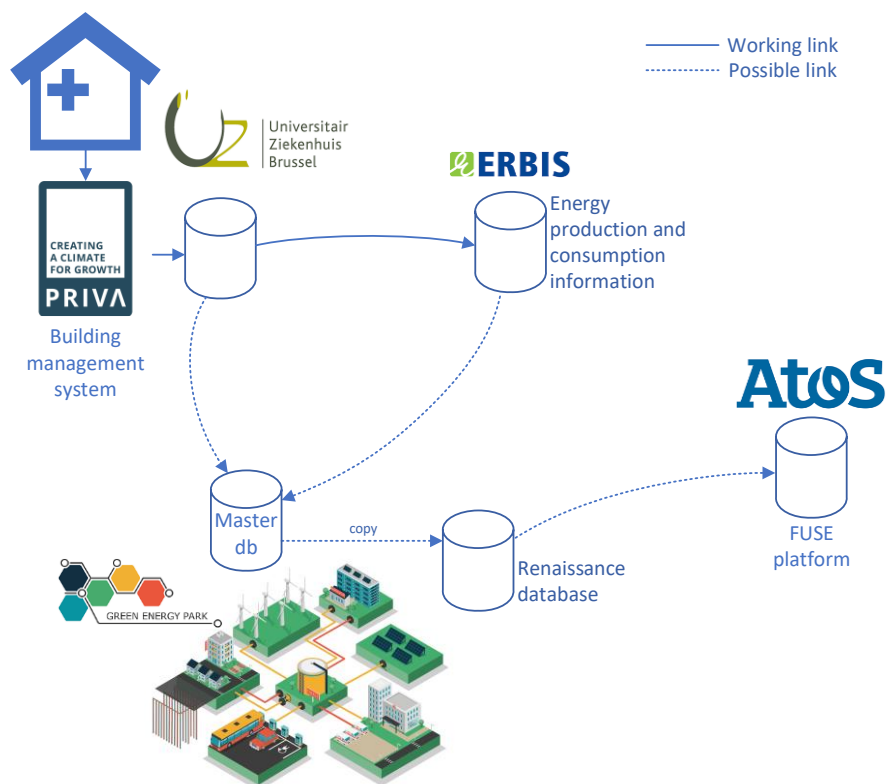 Working link
Possible link
UZ
Universitair
Ziekenhuis
Brussel
ERBIS
CREATING
A CLIMATE
FOR GROWTH
PRIVA
Energy
production and
consumption
information
Building
management
system
Atos
Master
db
copy
Renaissance
database
FUSE
platform
GREEN ENERGY PARK